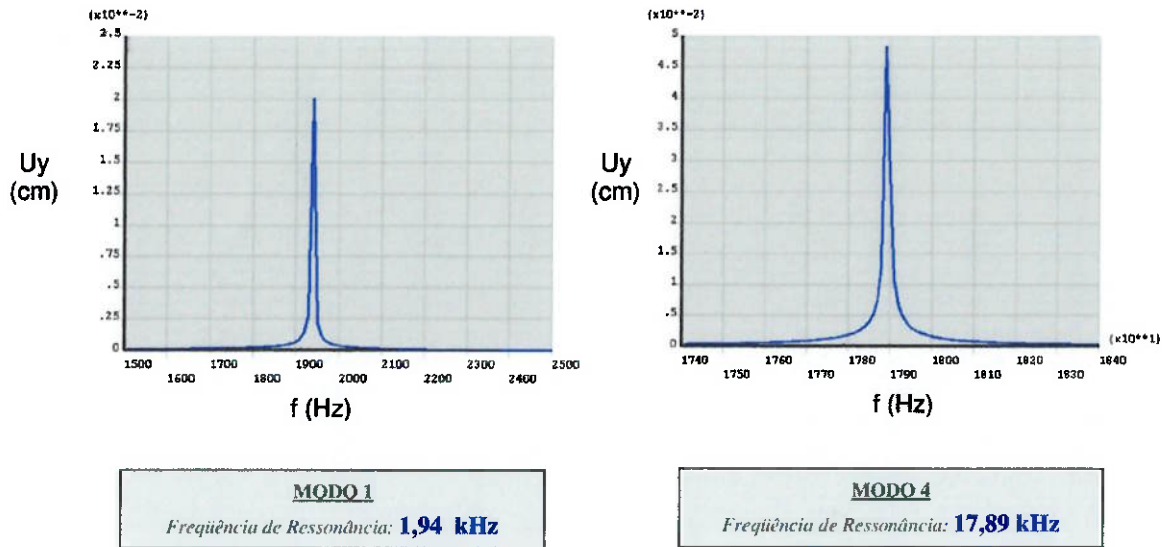 (x10**-2)
2.5
2.25
2
1.75
1.5
1.25
1
.75
.5
.25
0
Uy
(cm)
1500 1700 1900 2100 2300 2500
1600 1800 2000 2200 2400
f (Hz)
(x10**-2)
5
4.5
4
3.5
3
2.5
2
1.5
1
.5
0
Uy
(cm)
(x10**1)
1740 1760 1780 1800 1820 1840
1750 1770 1790 1810 1830
f (Hz)
MODO 1
Freqüência de Ressonância: 1,94 kHz
MODO 4
Freqüência de Ressonância: 17,89 kHz